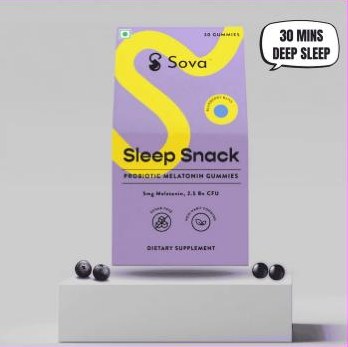 30 GUMMIES
30 MINS
DEEP SLEEP
Sova
Sleep Snack
PROBIOTIC MELATONIN GUMMIES
5mg Melatonin, 2.5 Bn CFU
DIETARY SUPPLEMENT